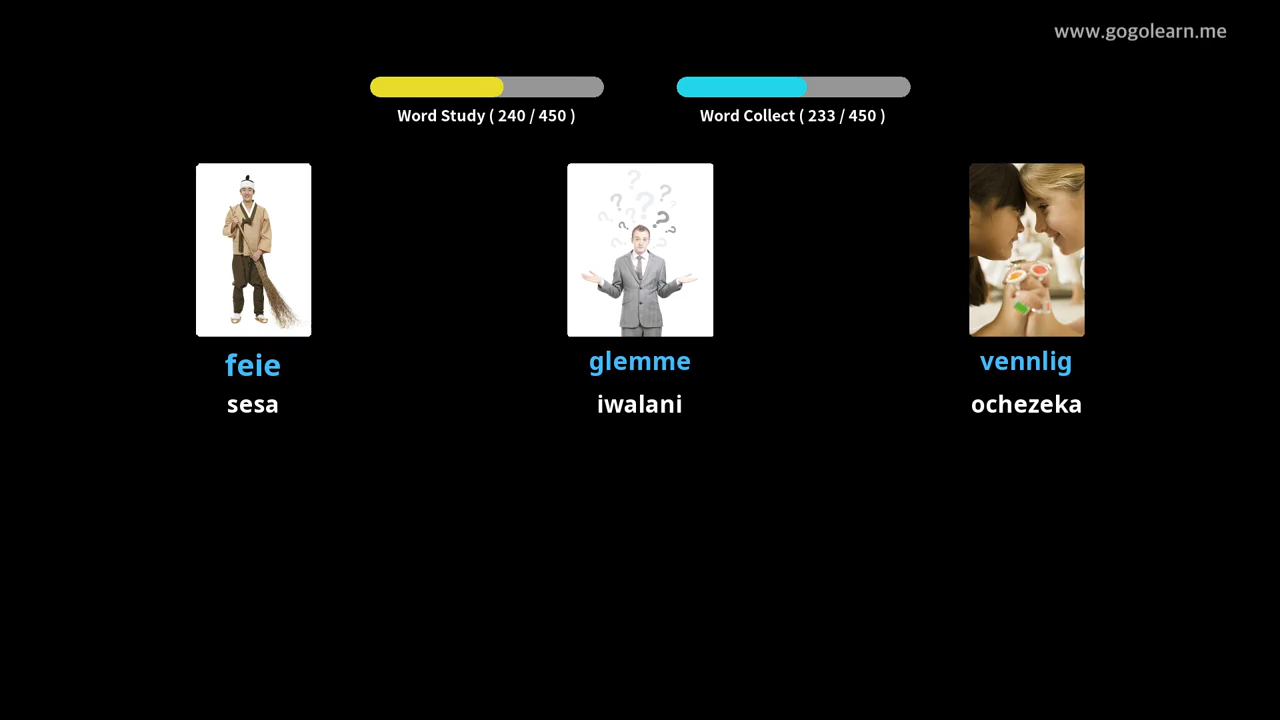 www.gogolearn.me
Word Study ( 240 / 450 )
Word Collect ( 233 / 450 )
feie
glemme
vennlig
sesa
iwalani
ochezeka